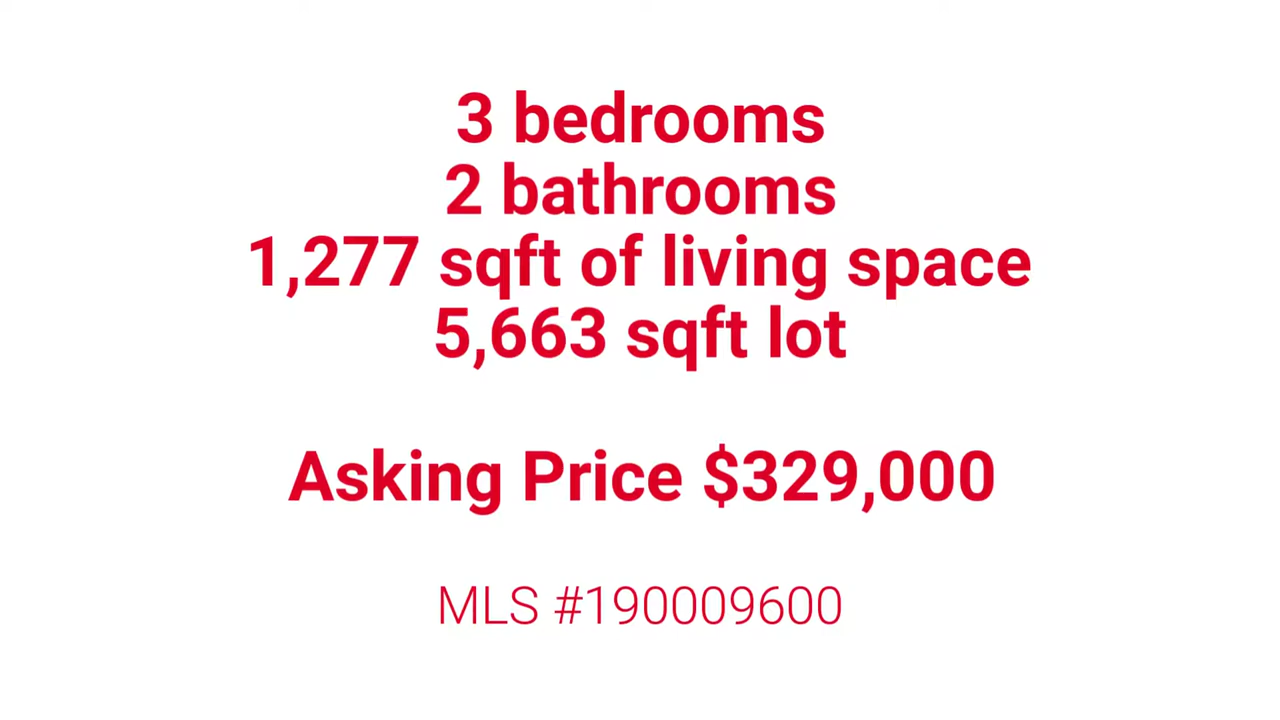 3 bedrooms
2 bathrooms
1,277 sqft of living space
5,663 sqft lot
Asking Price $329,000
MLS #190009600